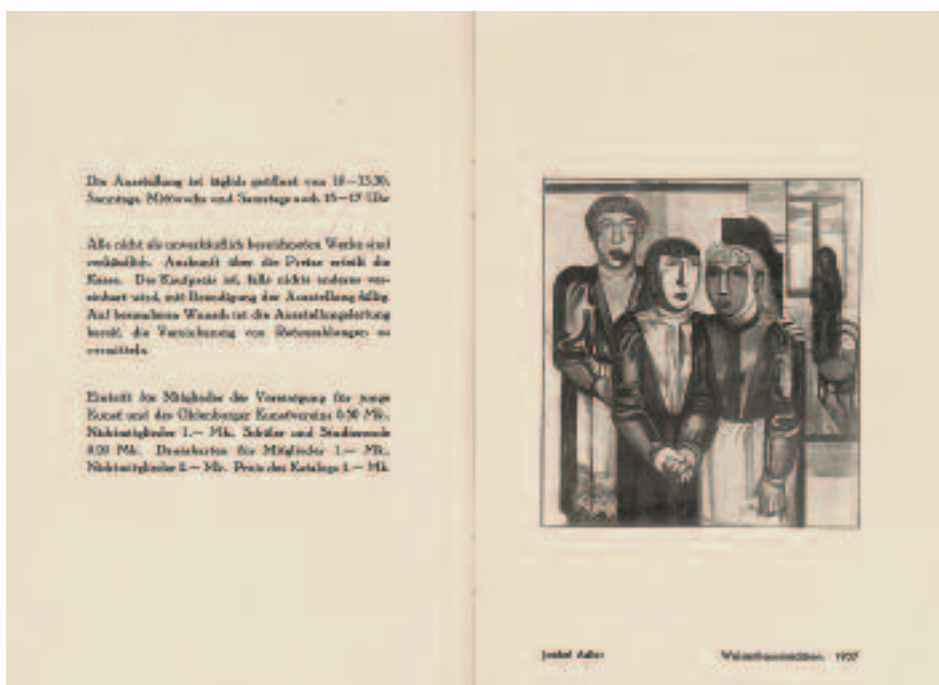 Die Ausstellung ist täglich geöffnet von 10—13.30,
Sonntags, Mittwochs und Samstags auch 15—17 Uhr
Alle nicht als unverkäuflich bezeichneten Werke sind
verkäuflich. Auskunft über die Preise erteilt die
Kasse. Der Kaufpreis ist, falls nichts anderes ver-
einbart wird, mit Beendigung der Ausstellung fällig.
Auf besonderen Wunsch ist die Ausstellungsleitung
bereit, die Vereinbarung von Ratenzahlungen zu
vermitteln.
Eintritt für Mitglieder der Vereinigung für junge
Kunst und des Oldenburger Kunstvereins 0.50 Mk.
Nichtmitglieder 1.— Mk. Schüler und Studierende
0.20 Mk. Dauerkarten für Mitglieder 1.— Mk.
Nichtmitglieder 2.— Mk. Preis des Katalogs 1.— Mk.
Jankel Adler
Waisenhausmädchen 1927